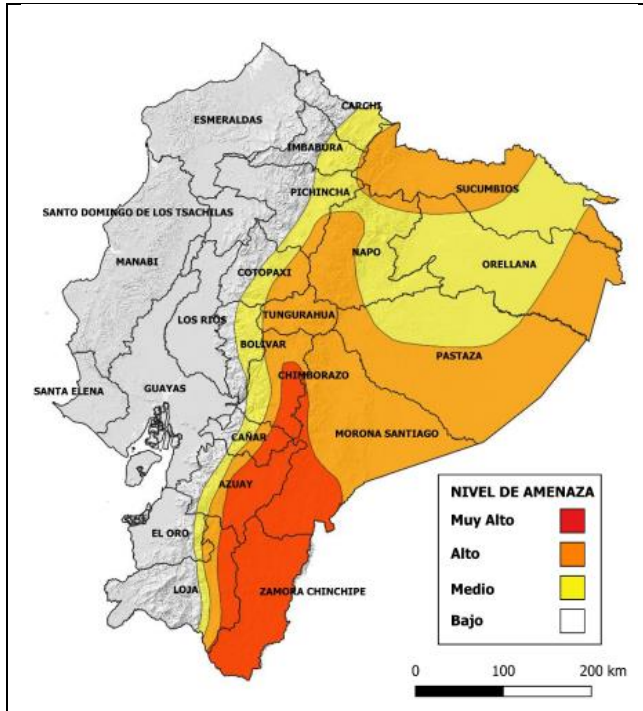 CARCHI
ESMERALDAS
IMBABURA
SUCUMBIOS
PICHINCHA
SANTO DOMINGO DE LOS TSACHILAS
NAPO
MANABI
COTOPAXI
ORELLANA
LOS RIOS
TUNGURAHUA
BOLIVAR
PASTAZA
CHIMBORAZO
SANTA ELENA
GUAYAS
CAÑAR
MORONA SANTIAGO
AZUAY
EL ORO
LOJA
ZAMORA CHINCHIPE
NIVEL DE AMENAZA
Muy Alto
Alto
Medio
Bajo
0 100 200 km